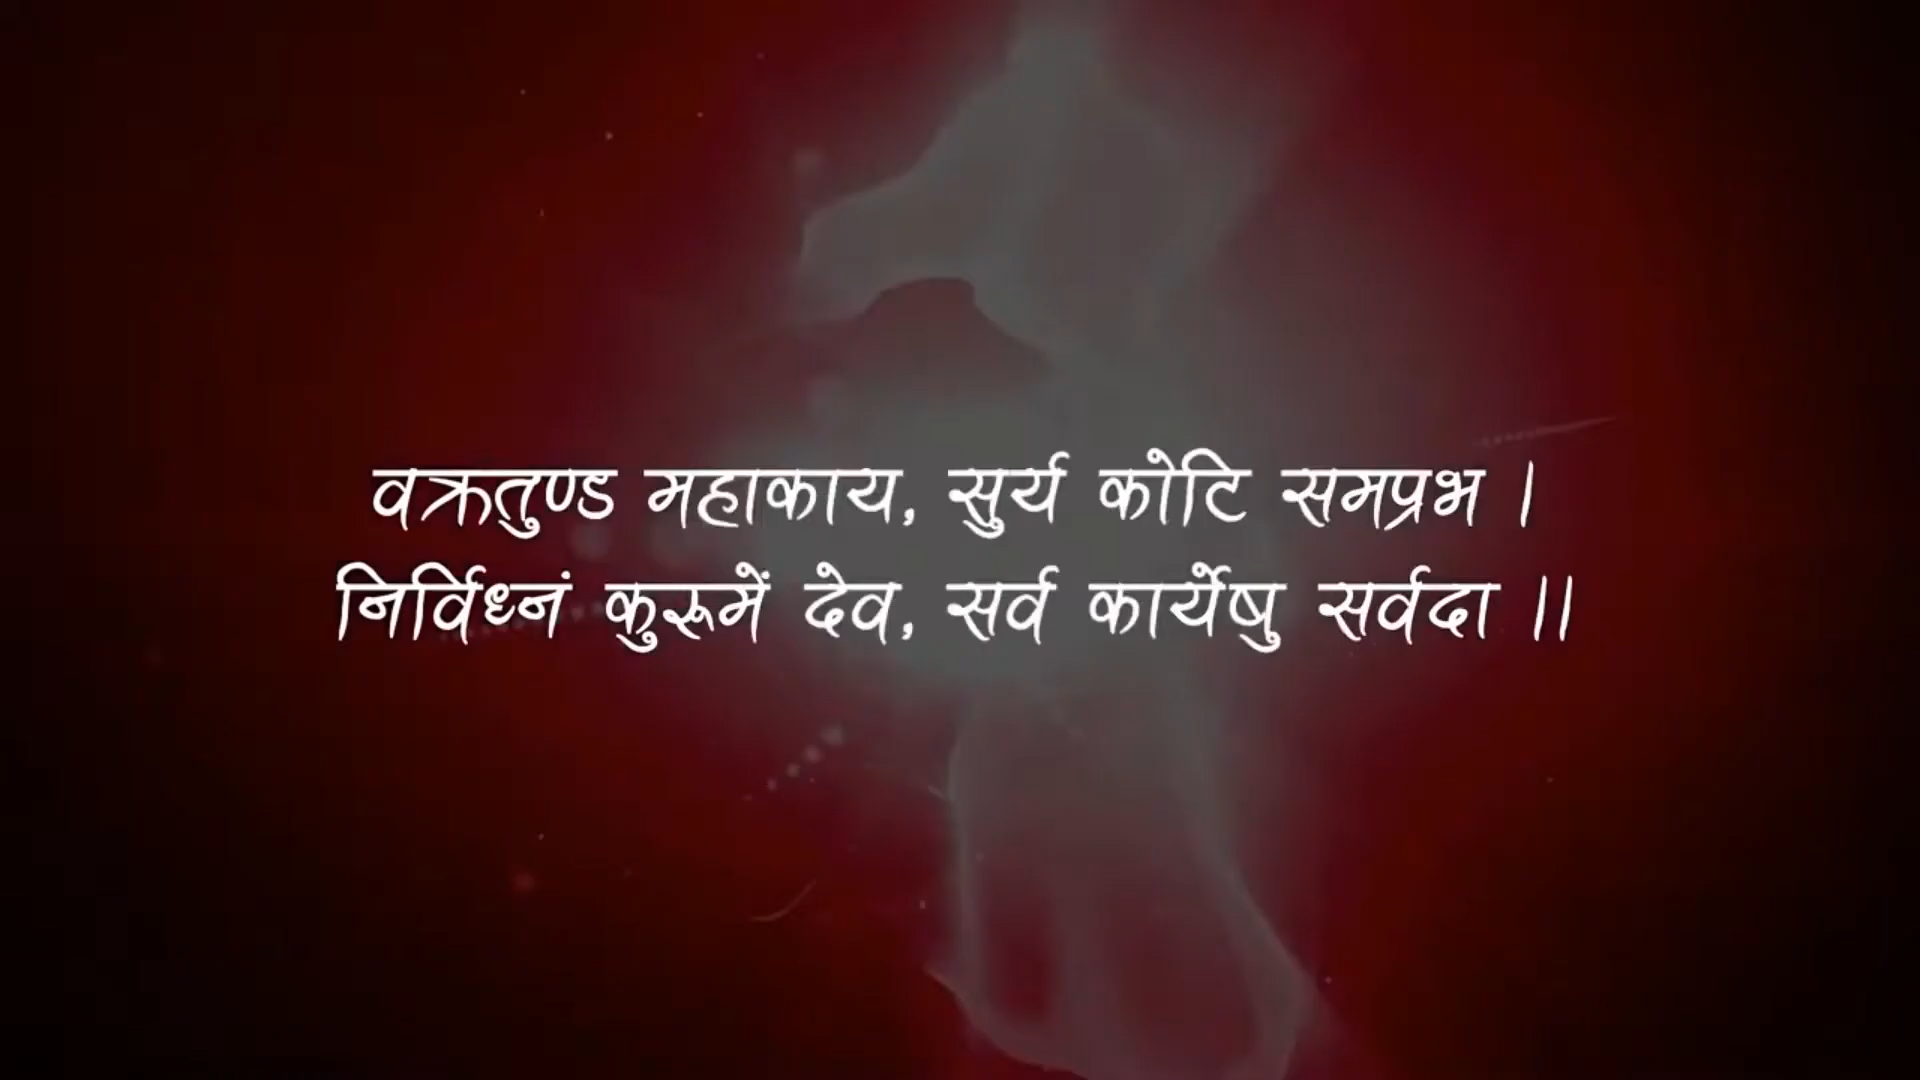 वक्रतुण्ड महाकाय, सुर्य कोटि समप्रभ ।
निर्विध्नं कुरूमें देव, सर्व कार्येषु सर्वदा ।।